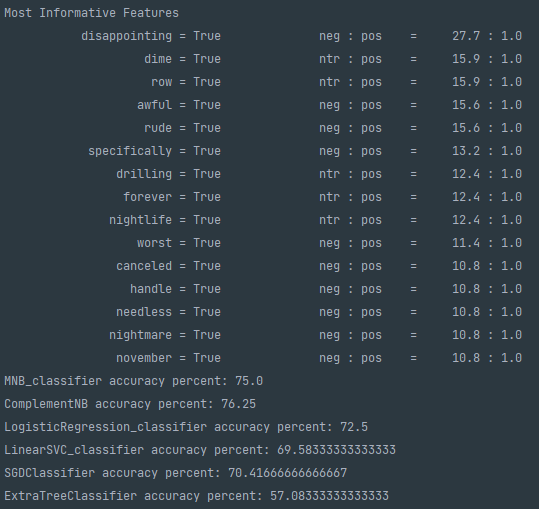 Most Informative Features
disappointing = True neg : pos = 27.7 : 1.0
dime = True ntr : pos = 15.9 : 1.0
row = True ntr : pos = 15.9 : 1.0
awful = True neg : pos = 15.6 : 1.0
rude = True neg : pos = 15.6 : 1.0
specifically = True neg : pos = 13.2 : 1.0
drilling = True ntr : pos = 12.4 : 1.0
forever = True ntr : pos = 12.4 : 1.0
nightlife = True ntr : pos = 12.4 : 1.0
worst = True neg : pos = 11.4 : 1.0
canceled = True neg : pos = 10.8 : 1.0
handle = True neg : pos = 10.8 : 1.0
needless = True neg : pos = 10.8 : 1.0
nightmare = True neg : pos = 10.8 : 1.0
november = True neg : pos = 10.8 : 1.0
MNB_classifier accuracy percent: 75.0
ComplementNB accuracy percent: 76.25
LogisticRegression_classifier accuracy percent: 72.5
LinearSVC_classifier accuracy percent: 69.58333333333333
SGDClassifier accuracy percent: 70.41666666666667
ExtraTreeClassifier accuracy percent: 57.08333333333333